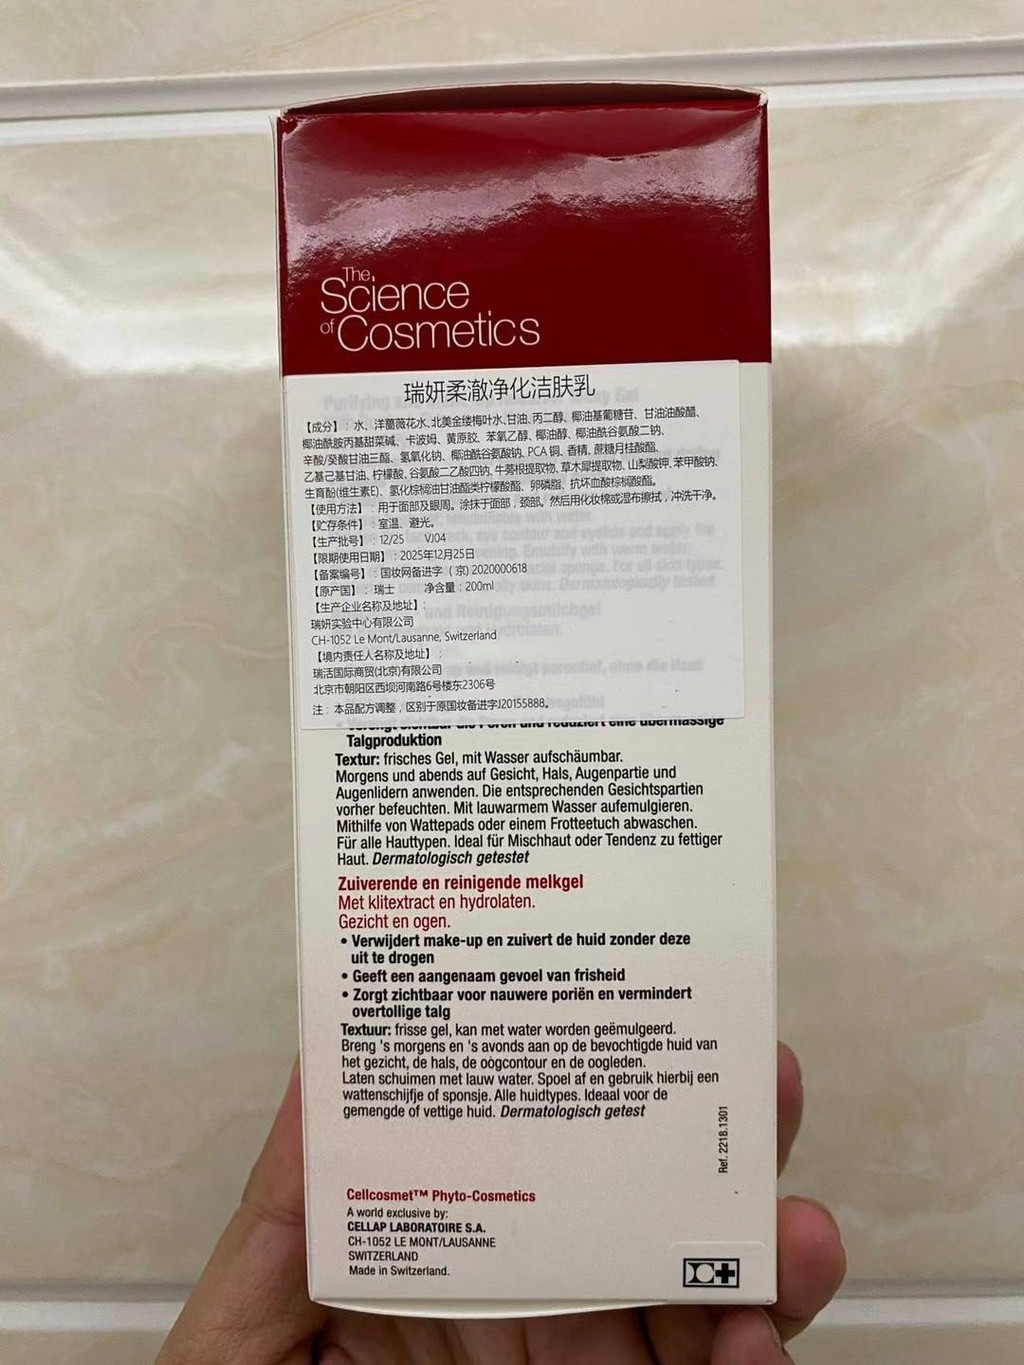 The
Science
of Cosmetics
瑞妍柔澈净化洁肤乳
【成分】:水、洋蔷薇花水、北美金缕梅叶水、甘油、丙二醇、椰油基葡糖苷、甘油油酸酯、
椰油酰胺丙基甜菜碱、卡波姆、黄原胶、苯氧乙醇、椰油醇、椰油酰谷氨酸二钠、
辛酸/癸酸甘油三酯、氢氧化钠、椰油酰谷氨酸钠、PCA 铜、香精、蔗糖月桂酸酯、
乙基己基甘油、柠檬酸、谷氨酸二乙酸四钠、牛蒡根提取物、草木犀提取物、山梨酸钾、苯甲酸钠、
生育酚(维生素E)、氢化棕榈油甘油酯类柠檬酸酯、卵磷脂、抗坏血酸棕榈酸酯。
【使用方法】:用于面部及眼周。涂抹于面部，颈部。然后用化妆棉或湿布擦拭，冲洗干净。
【贮存条件】:室温、避光。
【生产批号】:12/25 VJ04
【限期使用日期】:2025年12月25日
【备案编号】:国妆网备进字（京)2020000618
【原产国】:瑞士 净含量:200ml
【生产企业名称及地址】:
瑞妍实验中心有限公司
CH-1052 Le Mont/Lausanne, Switzerland
【境内责任人名称及地址】:
瑞活国际商贸(北京)有限公司
北京市朝阳区西坝河南路6号楼东2306号
注:本品配方调整，区别于原国妆备进字J20155888。
Talgproduktion
Textur: frisches Gel, mit Wasser aufschäumbar.
Morgens und abends auf Gesicht, Hals, Augenpartie und
Augenlidern anwenden. Die entsprechenden Gesichtspartien
vorher befeuchten. Mit lauwarmem Wasser aufemulgieren.
Mithilfe von Wattepads oder einem Frotteetuch abwaschen.
Für alle Hauttypen. Ideal für Mischhaut oder Tendenz zu fettiger
Haut. Dermatologisch getestet
Zuiverende en reinigende melkgel
Met klitextract en hydrolaten.
Gezicht en ogen.
• Verwijdert make-up en zuivert de huid zonder deze
uit te drogen
• Geeft een aangenaam gevoel van frisheid
• Zorgt zichtbaar voor nauwere poriën en vermindert
overtollige talg
Textuur: frisse gel, kan met water worden geëmulgeerd.
Breng 's morgens en 's avonds aan op de bevochtigde huid van
het gezicht, de hals, de oogcontour en de oogleden.
Laten schuimen met lauw water. Spoel af en gebruik hierbij een
wattenschijfje of sponsje. Alle huidtypes. Ideaal voor de
gemengde of vettige huid. Dermatologisch getest
Ref. 2218.1301
Cellcosmet™ Phyto-Cosmetics
A world exclusive by:
CELLAP LABORATOIRE S.A.
CH-1052 LE MONT/LAUSANNE
SWITZERLAND
Made in Switzerland.